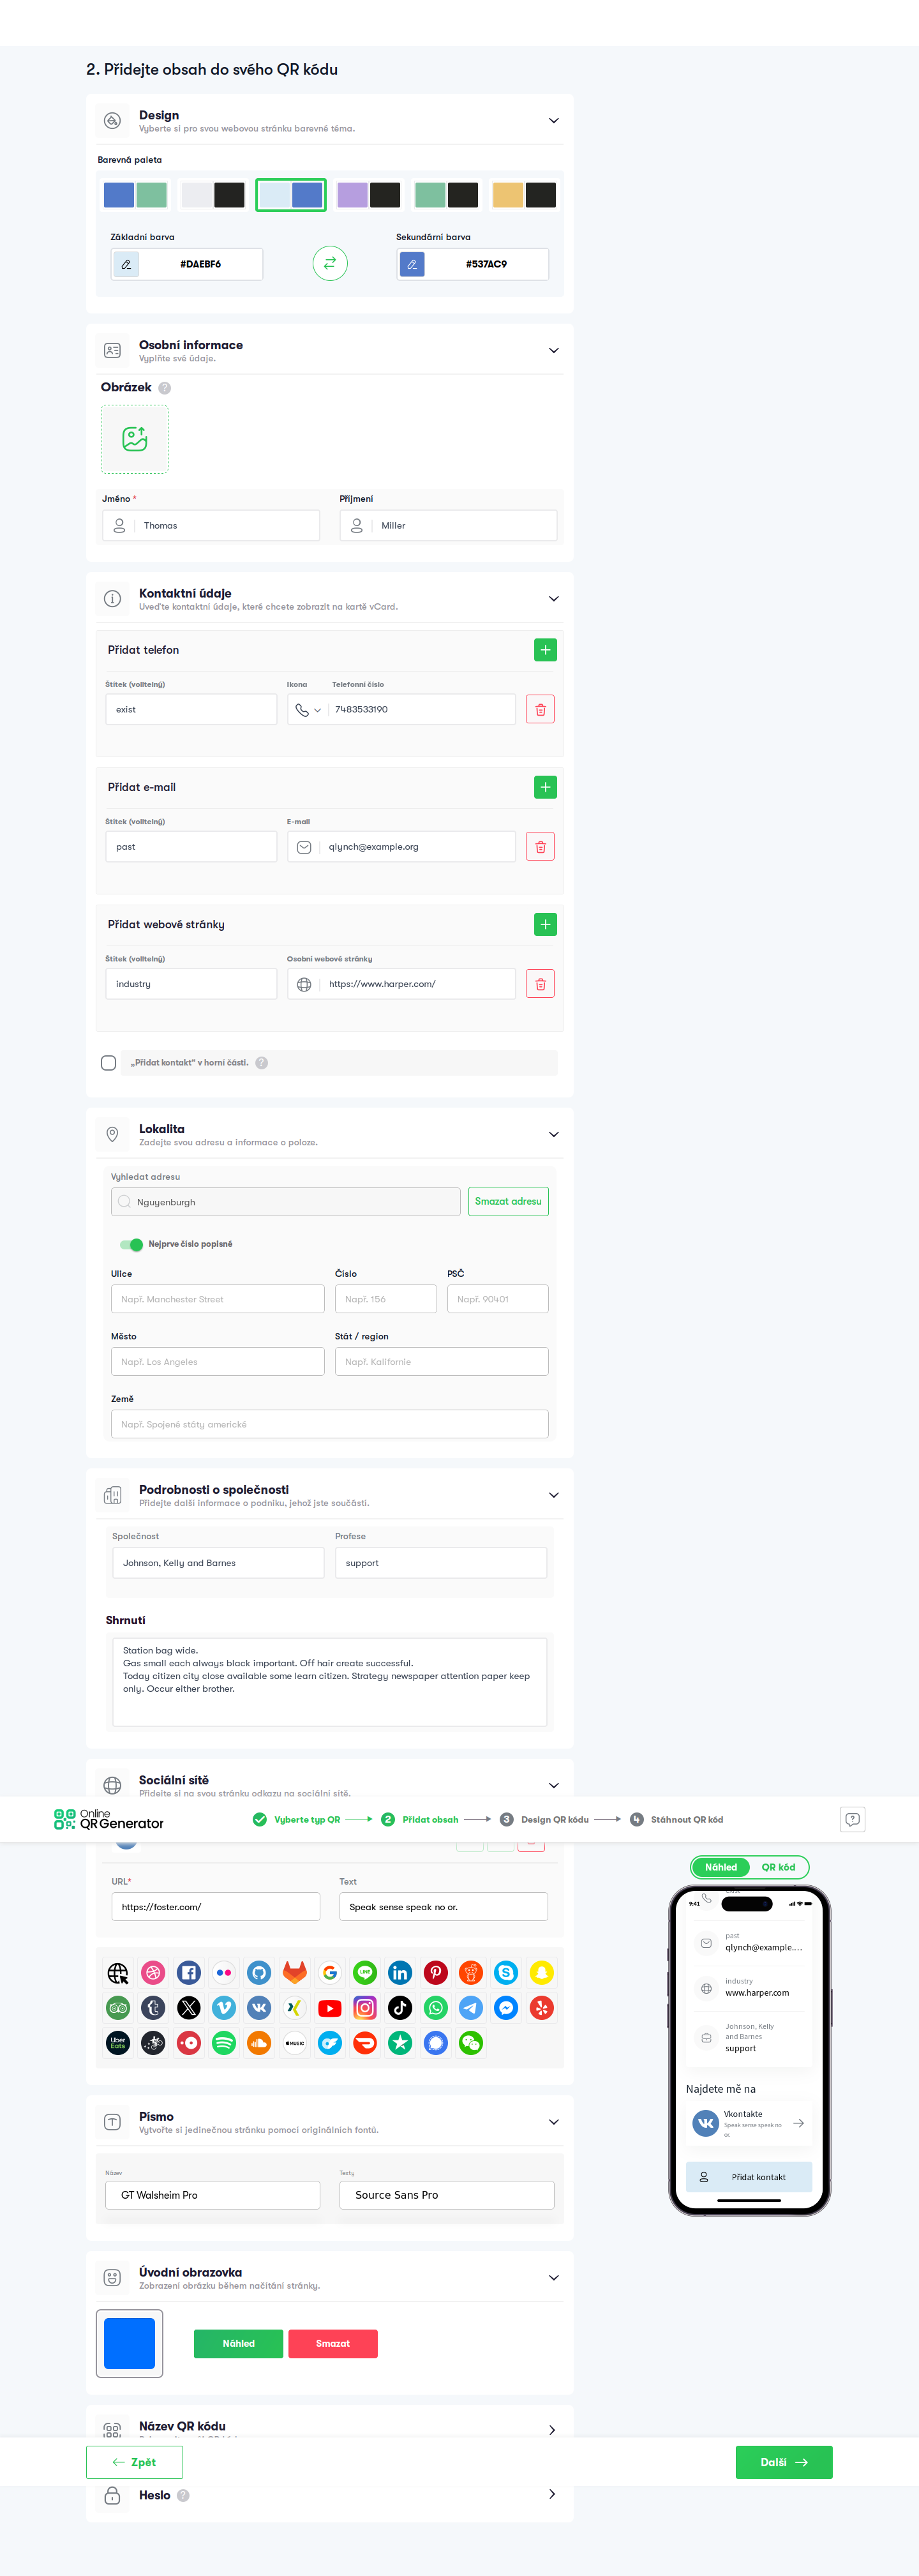 2. Přidejte obsah do svého QR kódu
Design
Vyberte si pro svou webovou stránku barevné téma.
Barevná paleta
Základní barva
Sekundární barva
#DAEBF6
#537AC9
Osobní informace
Vyplňte své údaje.
Obrázek ?
Jméno *
Příjmení
Thomas
Miller
Kontaktní údaje
Uveďte kontaktní údaje, které chcete zobrazit na kartě vCard.
Přidat telefon
Štítek (volitelný)
Ikona
Telefonní číslo
exist
7483533190
Přidat e-mail
Štítek (volitelný)
E-mail
past
qlynch@example.org
Přidat webové stránky
Štítek (volitelný)
Osobní webové stránky
industry
https://www.harper.com/
„Přidat kontakt" v horní části. ?
Lokalita
Zadejte svou adresu a informace o poloze.
Vyhledat adresu
Nguyenburgh
Smazat adresu
Nejprve číslo popisné
Ulice
Číslo
PSČ
Např. Manchester Street
Např. 156
Např. 90401
Město
Stát / region
Např. Los Angeles
Např. Kalifornie
Země
Např. Spojené státy americké
Podrobnosti o společnosti
Přidejte další informace o podniku, jehož jste součástí.
Společnost
Profese
Johnson, Kelly and Barnes
support
Shrnutí
Station bag wide.
Gas small each always black important. Off hair create successful.
Today citizen city close available some learn citizen. Strategy newspaper attention paper keep
only. Occur either brother.
Sociální sítě
Přidejte si na svou stránku odkazy na sociální sítě.
Online
QR Generator
Vyberte typ QR
2 Přidat obsah
3 Design QR kódu
4 Stáhnout QR kód
Náhled
QR kód
URL*
Text
https://foster.com/
Speak sense speak no or.
LINE
Uber
Eats
MUSIC
9:41
past
qlynch@example....
industry
www.harper.com
Johnson, Kelly
and Barnes
support
Najdete mě na
Vkontakte
Speak sense speak no
or.
Přidat kontakt
Písmo
Vytvořte si jedinečnou stránku pomocí originálních fontů.
Název
Texty
GT Walsheim Pro
Source Sans Pro
Úvodní obrazovka
Zobrazení obrázku během načítání stránky.
Náhled
Smazat
Název QR kódu
Zpět
Další
Heslo ?